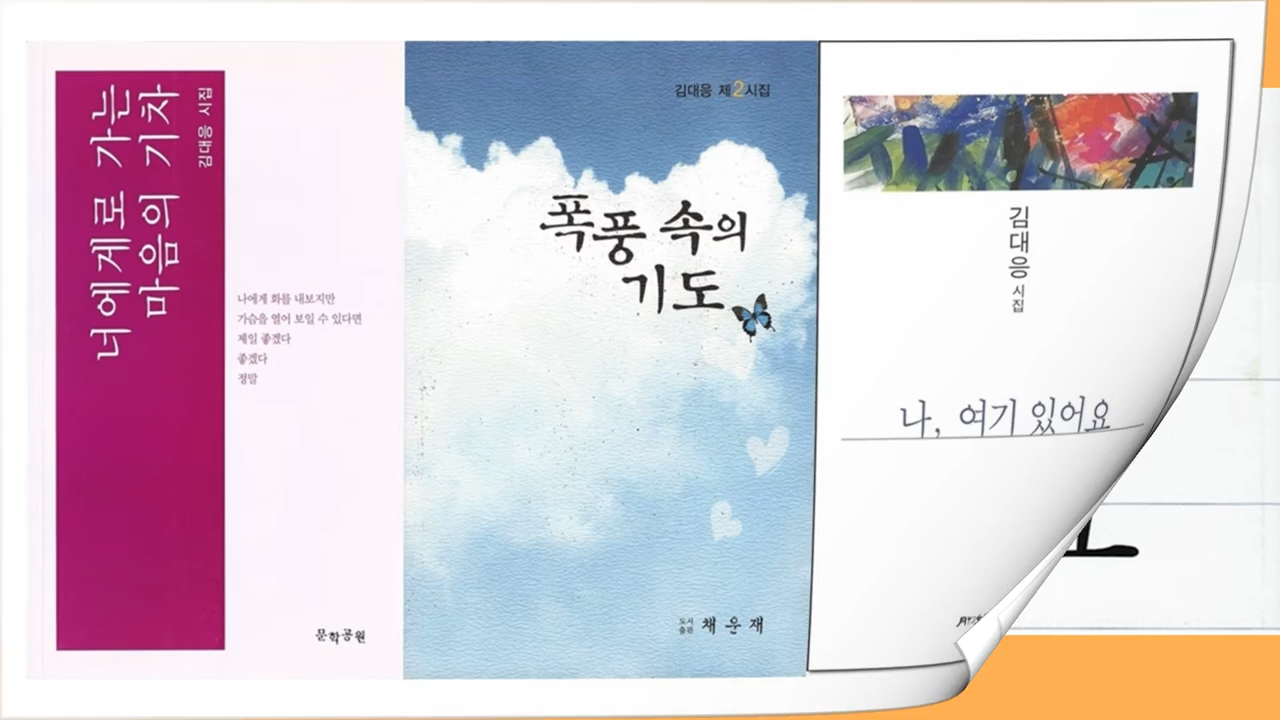 너에게로 가는
마음의 기차
김대응 시집
나에게 화를 내보지만
가슴을 열어 보일 수 있다면
제일 좋겠다
좋겠다
정말
문학공원
김대응 제2시집
폭풍 속의
기도
도서
출판
채운재
김대응 시집
나, 여기 있어요